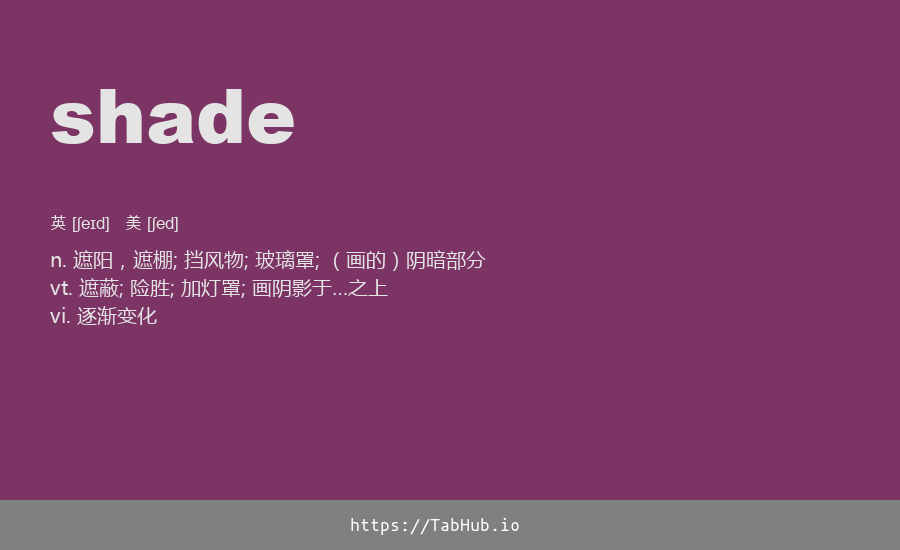 shade
英 [ʃeɪd] 美 [ʃed]
n. 遮阳，遮棚; 挡风物; 玻璃罩; （画的）阴暗部分
vt. 遮蔽; 险胜; 加灯罩; 画阴影于…之上
vi. 逐渐变化
https://TabHub.io